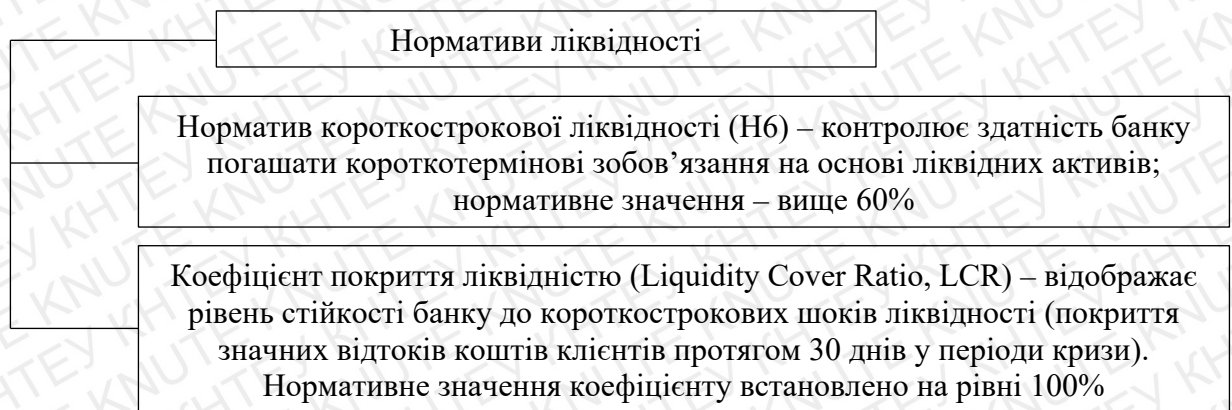 Нормативи ліквідності
Норматив короткострокової ліквідності (Н6) – контролює здатність банку
погашати короткотермінові зобов’язання на основі ліквідних активів;
нормативне значення – вище 60%
Коефіцієнт покриття ліквідністю (Liquidity Cover Ratio, LCR) – відображає
рівень стійкості банку до короткострокових шоків ліквідності (покриття
значних відтоків коштів клієнтів протягом 30 днів у періоди кризи).
Нормативне значення коефіцієнту встановлено на рівні 100%